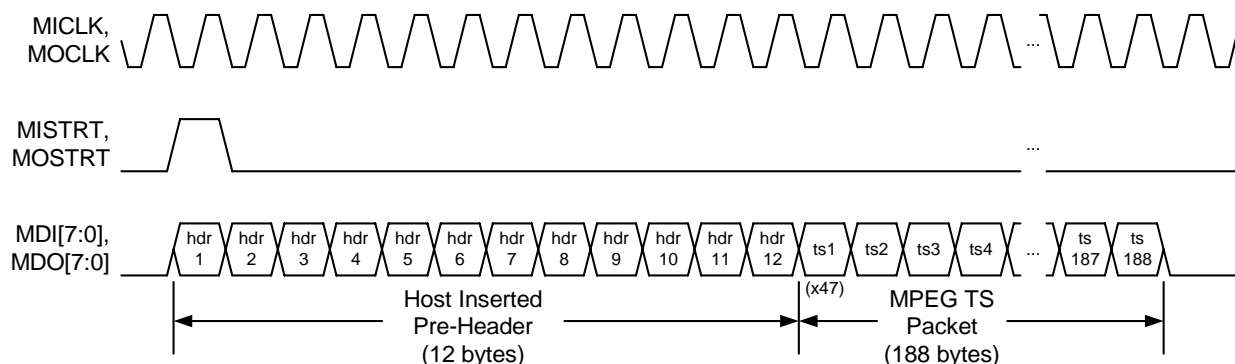 MICLK,
MOCLK
...
MISTRT,
MOSTRT
...
MDI[7:0],
MDO[7:0]
hdr 1 hdr 2 hdr 3 hdr 4 hdr 5 hdr 6 hdr 7 hdr 8 hdr 9 hdr 10 hdr 11 hdr 12 ts1 ts2 ts3 ts4 ... ts 187 ts 188
(x47)
Host Inserted
Pre-Header
(12 bytes)
MPEG TS
Packet
(188 bytes)